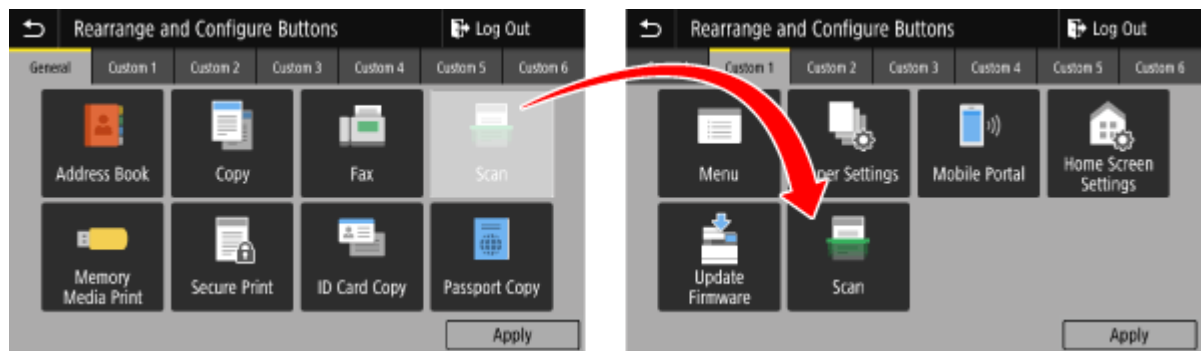 Rearrange and Configure Buttons
Log Out
General
Custom 1
Custom 2
Custom 3
Custom 4
Custom 5
Custom 6
Address Book
Copy
Fax
Scan
Memory
Media Print
Secure Print
ID Card Copy
Passport Copy
Apply
Rearrange and Configure Buttons
Log Out
Custom 1
Custom 2
Custom 3
Custom 4
Custom 5
Custom 6
Menu
Settings
Mobile Portal
Home Screen
Settings
Update
Firmware
Scan
Apply